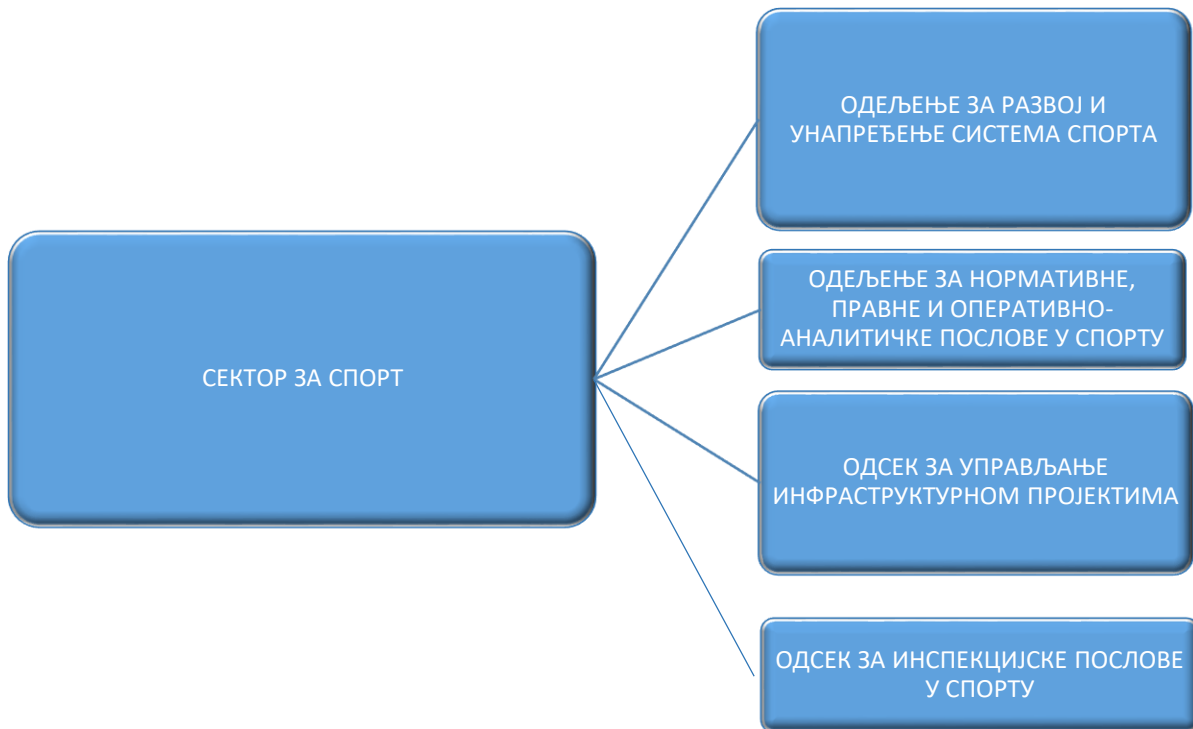 СЕКТОР ЗА СПОРТ
ОДЕЉЕЊЕ ЗА РАЗВОЈ И
УНАПРЕЂЕЊЕ СИСТЕМА СПОРТА
ОДЕЉЕЊЕ ЗА НОРМАТИВНЕ,
ПРАВНЕ И ОПЕРАТИВНО-
АНАЛИТИЧКЕ ПОСЛОВЕ У СПОРТУ
ОДСЕК ЗА УПРАВЉАЊЕ
ИНФРАСТРУКТУРНОМ ПРОЈЕКТИМА
ОДСЕК ЗА ИНСПЕКЦИЈСКЕ ПОСЛОВЕ
У СПОРТУ